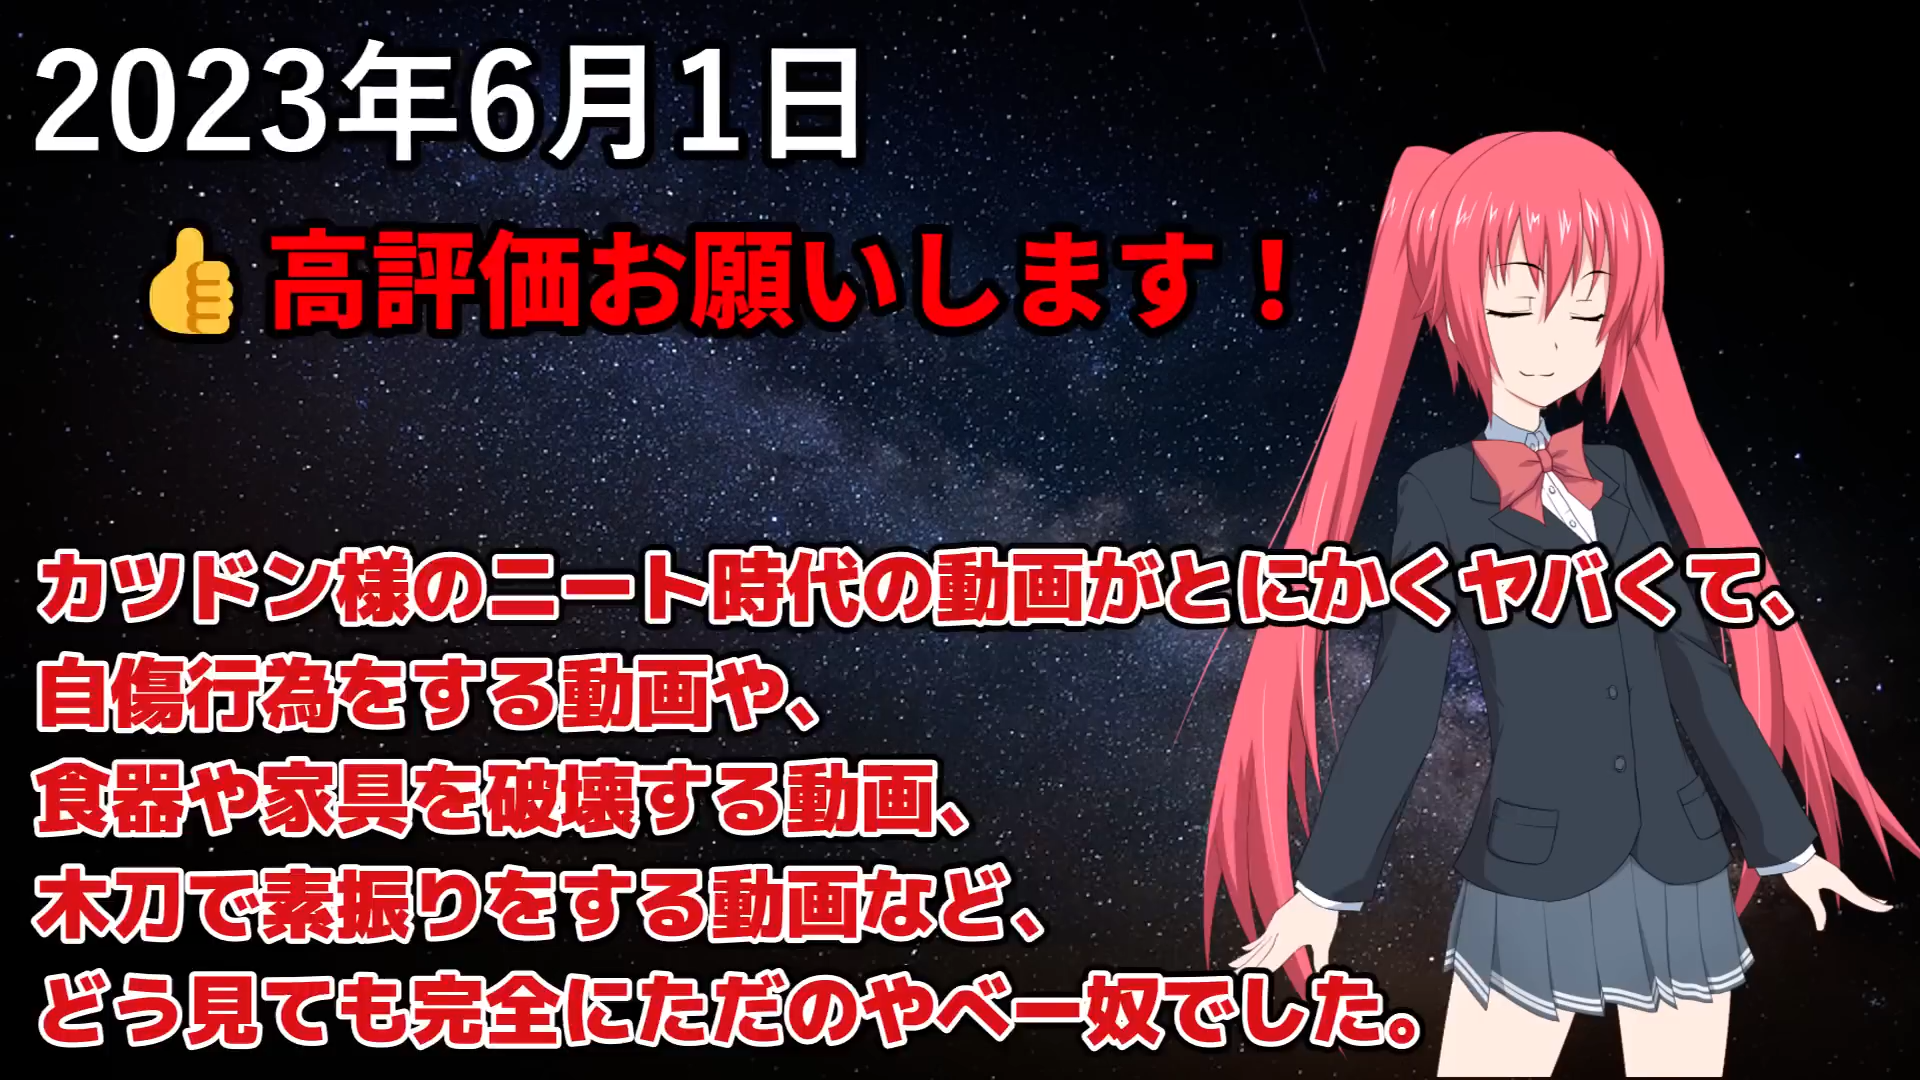 2023年6月1日
👍高評価お願いします！
カツドン様のニート時代の動画がとにかくヤバくて、
自傷行為をする動画や、
食器や家具を破壊する動画、
木刀で素振りをする動画など、
どう見ても完全にただのやべー奴でした。